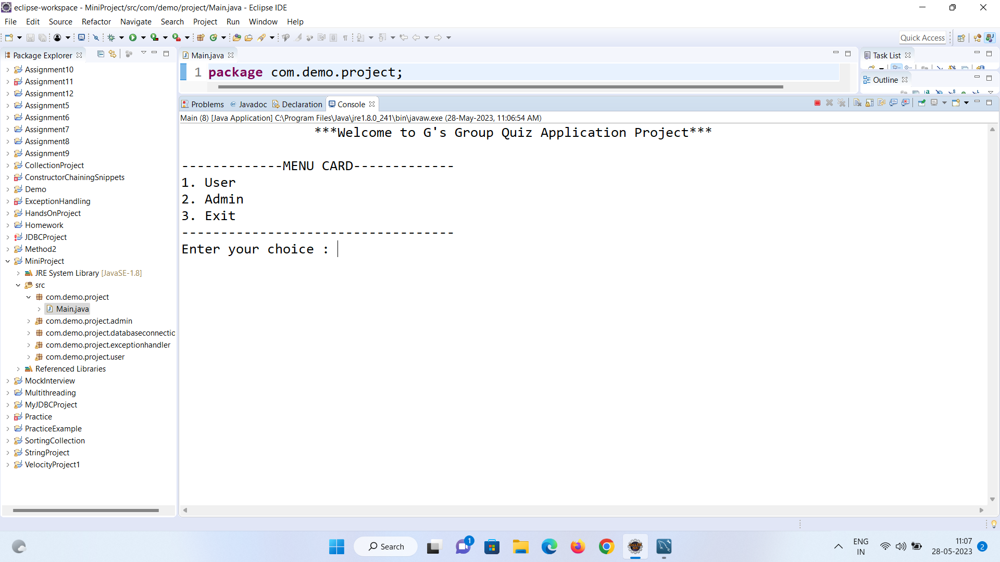 eclipse-workspace - MiniProject/src/com/demo/project/Main.java - Eclipse IDE
File Edit Source Refactor Navigate Search Project Run Window Help
Quick Access
Package Explorer
Assignment10
Assignment11
Assignment12
Assignment5
Assignment6
Assignment7
Assignment8
Assignment9
CollectionProject
ConstructorChainingSnippets
Demo
ExceptionHandling
HandsOnProject
Homework
JDBCProject
Method2
MiniProject
JRE System Library [JavaSE-1.8]
src
com.demo.project
Main.java
com.demo.project.admin
com.demo.project.databaseconnectio
com.demo.project.exceptionhandler
com.demo.project.user
Referenced Libraries
MockInterview
Multithreading
MyJDBCProject
Practice
PracticeExample
SortingCollection
StringProject
VelocityProject1
Main.java
1 package com.demo.project;
Task List
Outline
Problems @ Javadoc Declaration Console
Main (8) [Java Application] C:\Program Files\Java\jre1.8.0_241\bin\javaw.exe (28-May-2023, 11:06:54 AM)
***Welcome to G's Group Quiz Application Project***
-------------MENU CARD-------------
1. User
2. Admin
3. Exit
-----------------------------------
Enter your choice :
Search
1
ENG
IN
11:07
28-05-2023
2